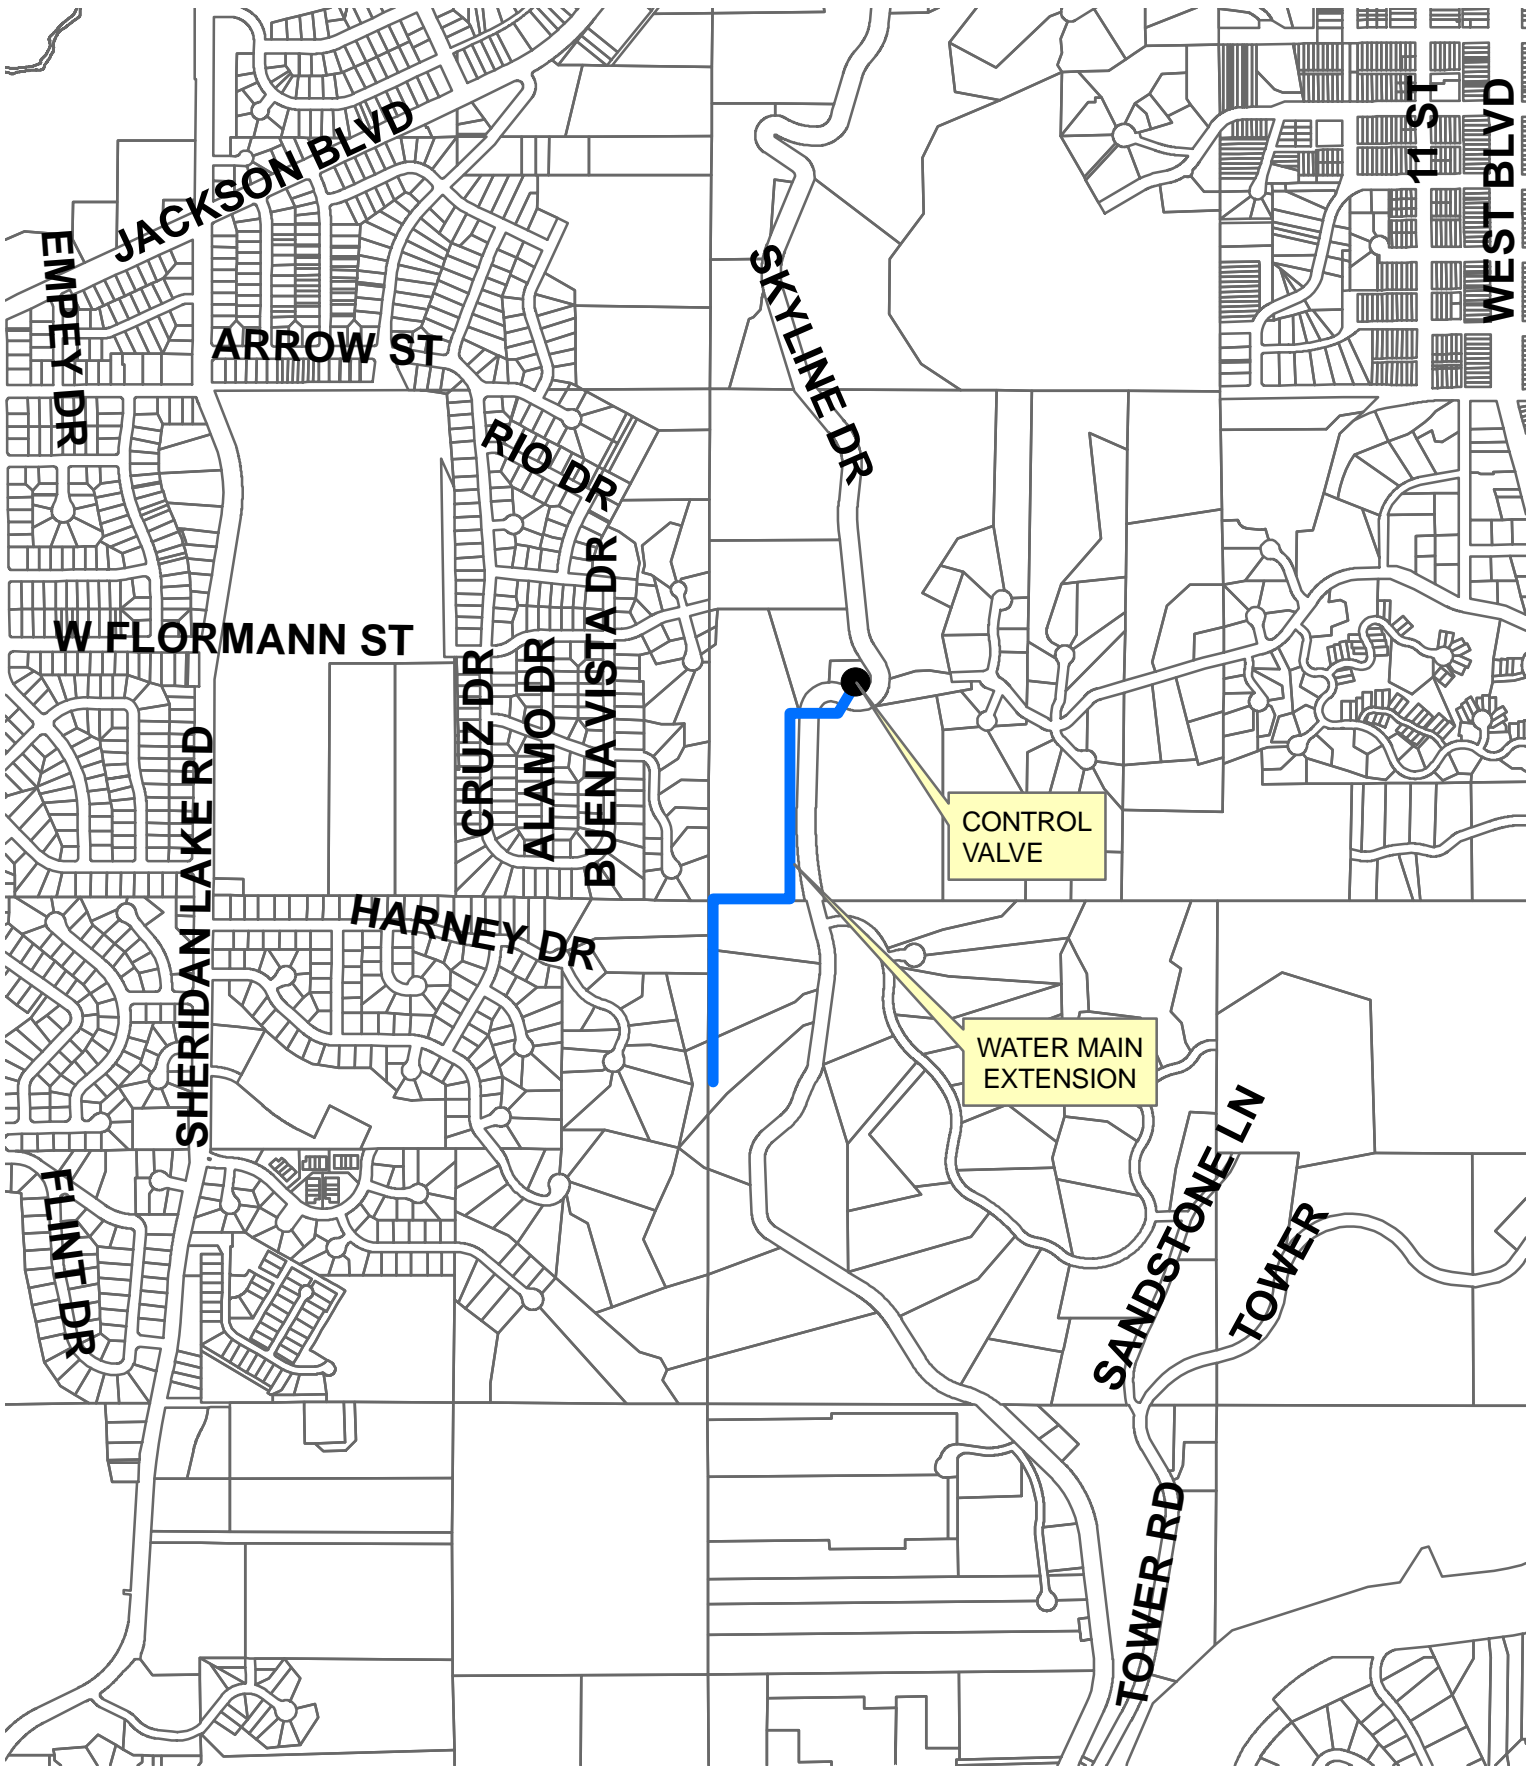 11 ST
WEST BLVD
JACKSON BLVD
EMPEY DR
SKYLINE DR
ARROW ST
RIO DR
W FLORMANN ST
BUENA VISTA DR
CRUZ DR
ALAMO DR
SHERIDAN LAKE RD
CONTROL
VALVE
HARNEY DR
WATER MAIN
EXTENSION
FLINT DR
SANDSTONE LN
TOWER
TOWER RD